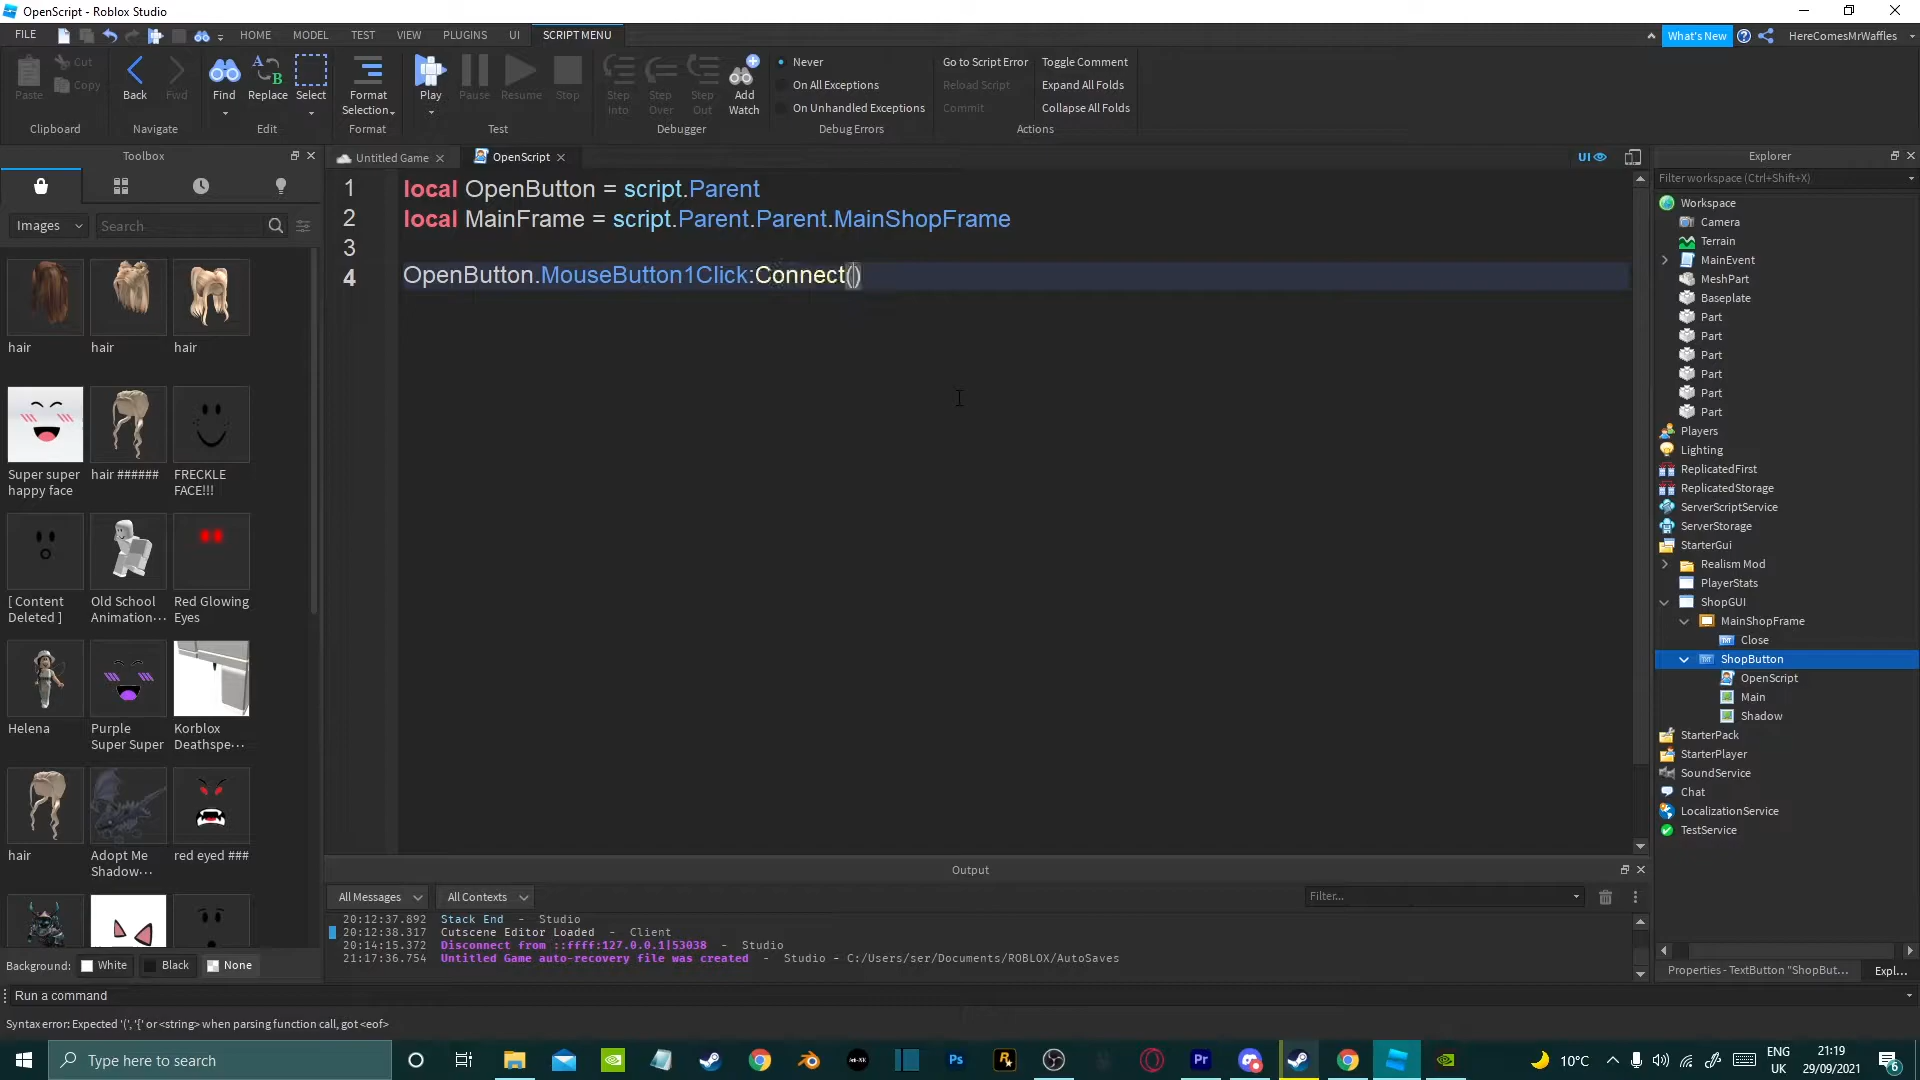 OpenScript - Roblox Studio
FILE HOME MODEL TEST VIEW PLUGINS UI SCRIPT MENU What's New HereComesMrWaffles
Paste Cut Copy Back Fwd Find Replace Select Format Selection Play Pause Resume Stop Step Into Step Over Step Out Add Watch
Never
On All Exceptions
On Unhandled Exceptions
Go to Script Error
Reload Script
Commit
Toggle Comment
Expand All Folds
Collapse All Folds
Clipboard Navigate Edit Format Test Debugger Debug Errors Actions
Toolbox
Images Search
hair hair hair
Super super happy face
hair ######
FRECKLE FACE!!!
[ Content Deleted ]
Old School Animation···
Red Glowing Eyes
Helena
Purple Super Super
Korblox Deathspe···
hair
Adopt Me Shadow···
red eyed ###
Background: White Black None
Untitled Game OpenScript UI
1 local OpenButton = script.Parent
2 local MainFrame = script.Parent.Parent.MainShopFrame
3
4 OpenButton.MouseButton1Click:Connect()
Output
All Messages All Contexts Filter...
20:12:37.892 Stack End - Studio
20:12:38.317 Cutscene Editor Loaded - Client
20:14:15.372 Disconnect from ::ffff:127.0.0.1|53038 - Studio
21:17:36.754 Untitled Game auto-recovery file was created - Studio - C:/Users/ser/Documents/ROBLOX/AutoSaves
Explorer
Filter workspace (Ctrl+Shift+X)
Workspace
Camera
Terrain
MainEvent
MeshPart
Baseplate
Part
Part
Part
Part
Part
Part
Players
Lighting
ReplicatedFirst
ReplicatedStorage
ServerScriptService
ServerStorage
StarterGui
Realism Mod
PlayerStats
ShopGUI
MainShopFrame
Close
ShopButton
OpenScript
Main
Shadow
StarterPack
StarterPlayer
SoundService
Chat
LocalizationService
TestService
Properties - TextButton "ShopBut... Expl...
Run a command
Syntax error: Expected '(', '{' or <string> when parsing function call, got <eof>
Type here to search
Ps
Pr
10°C
ENG
UK
21:19
29/09/2021
6